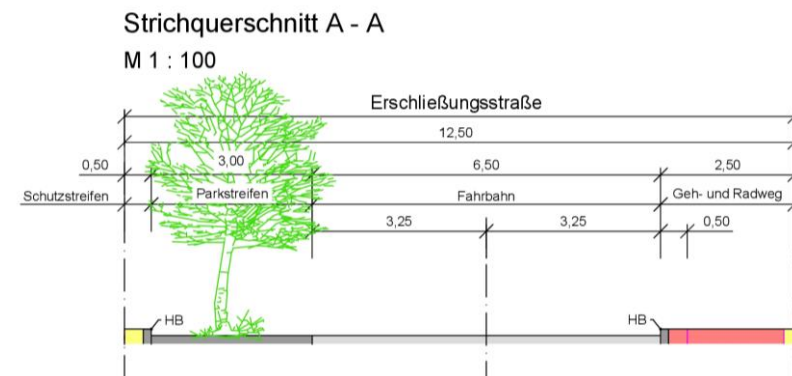 Strichquerschnitt A - A
M 1 : 100
Erschließungsstraße
12,50
0,50 3,00 6,50 2,50
Schutzstreifen Parkstreifen Fahrbahn Geh- und Radweg
3,25 3,25 0,50
HB HB